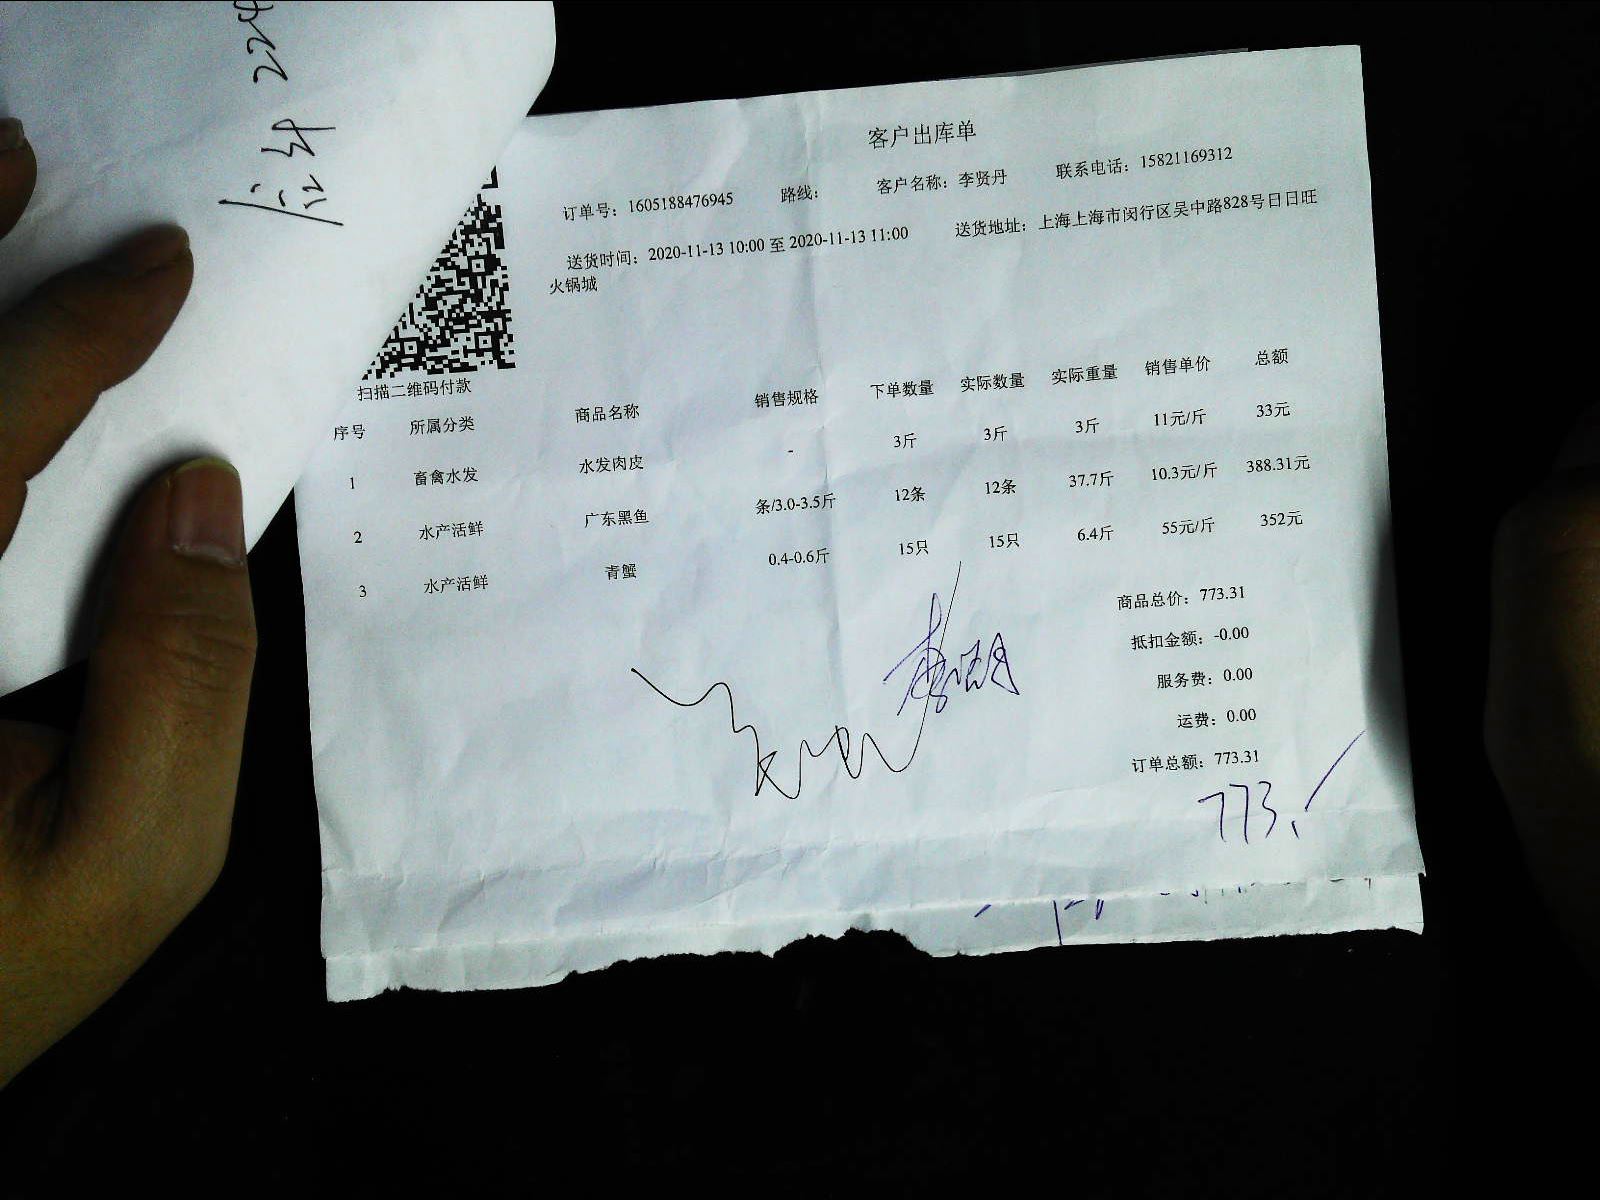 应付 224
客户出库单
订单号：1605188476945 路线： 客户名称：李贤丹 联系电话：15821169312
送货时间：2020-11-13 10:00 至 2020-11-13 11:00 送货地址：上海上海市闵行区吴中路828号日日旺
火锅城
扫描二维码付款
序号 所属分类 商品名称 销售规格 下单数量 实际数量 实际重量 销售单价 总额
1 畜禽水发 水发肉皮 - 3斤 3斤 3斤 11元/斤 33元
2 水产活鲜 广东黑鱼 条/3.0-3.5斤 12条 12条 37.7斤 10.3元/斤 388.31元
3 水产活鲜 青蟹 0.4-0.6斤 15只 15只 6.4斤 55元/斤 352元
商品总价：773.31
抵扣金额：-0.00
服务费：0.00
运费：0.00
订单总额：773.31
773.